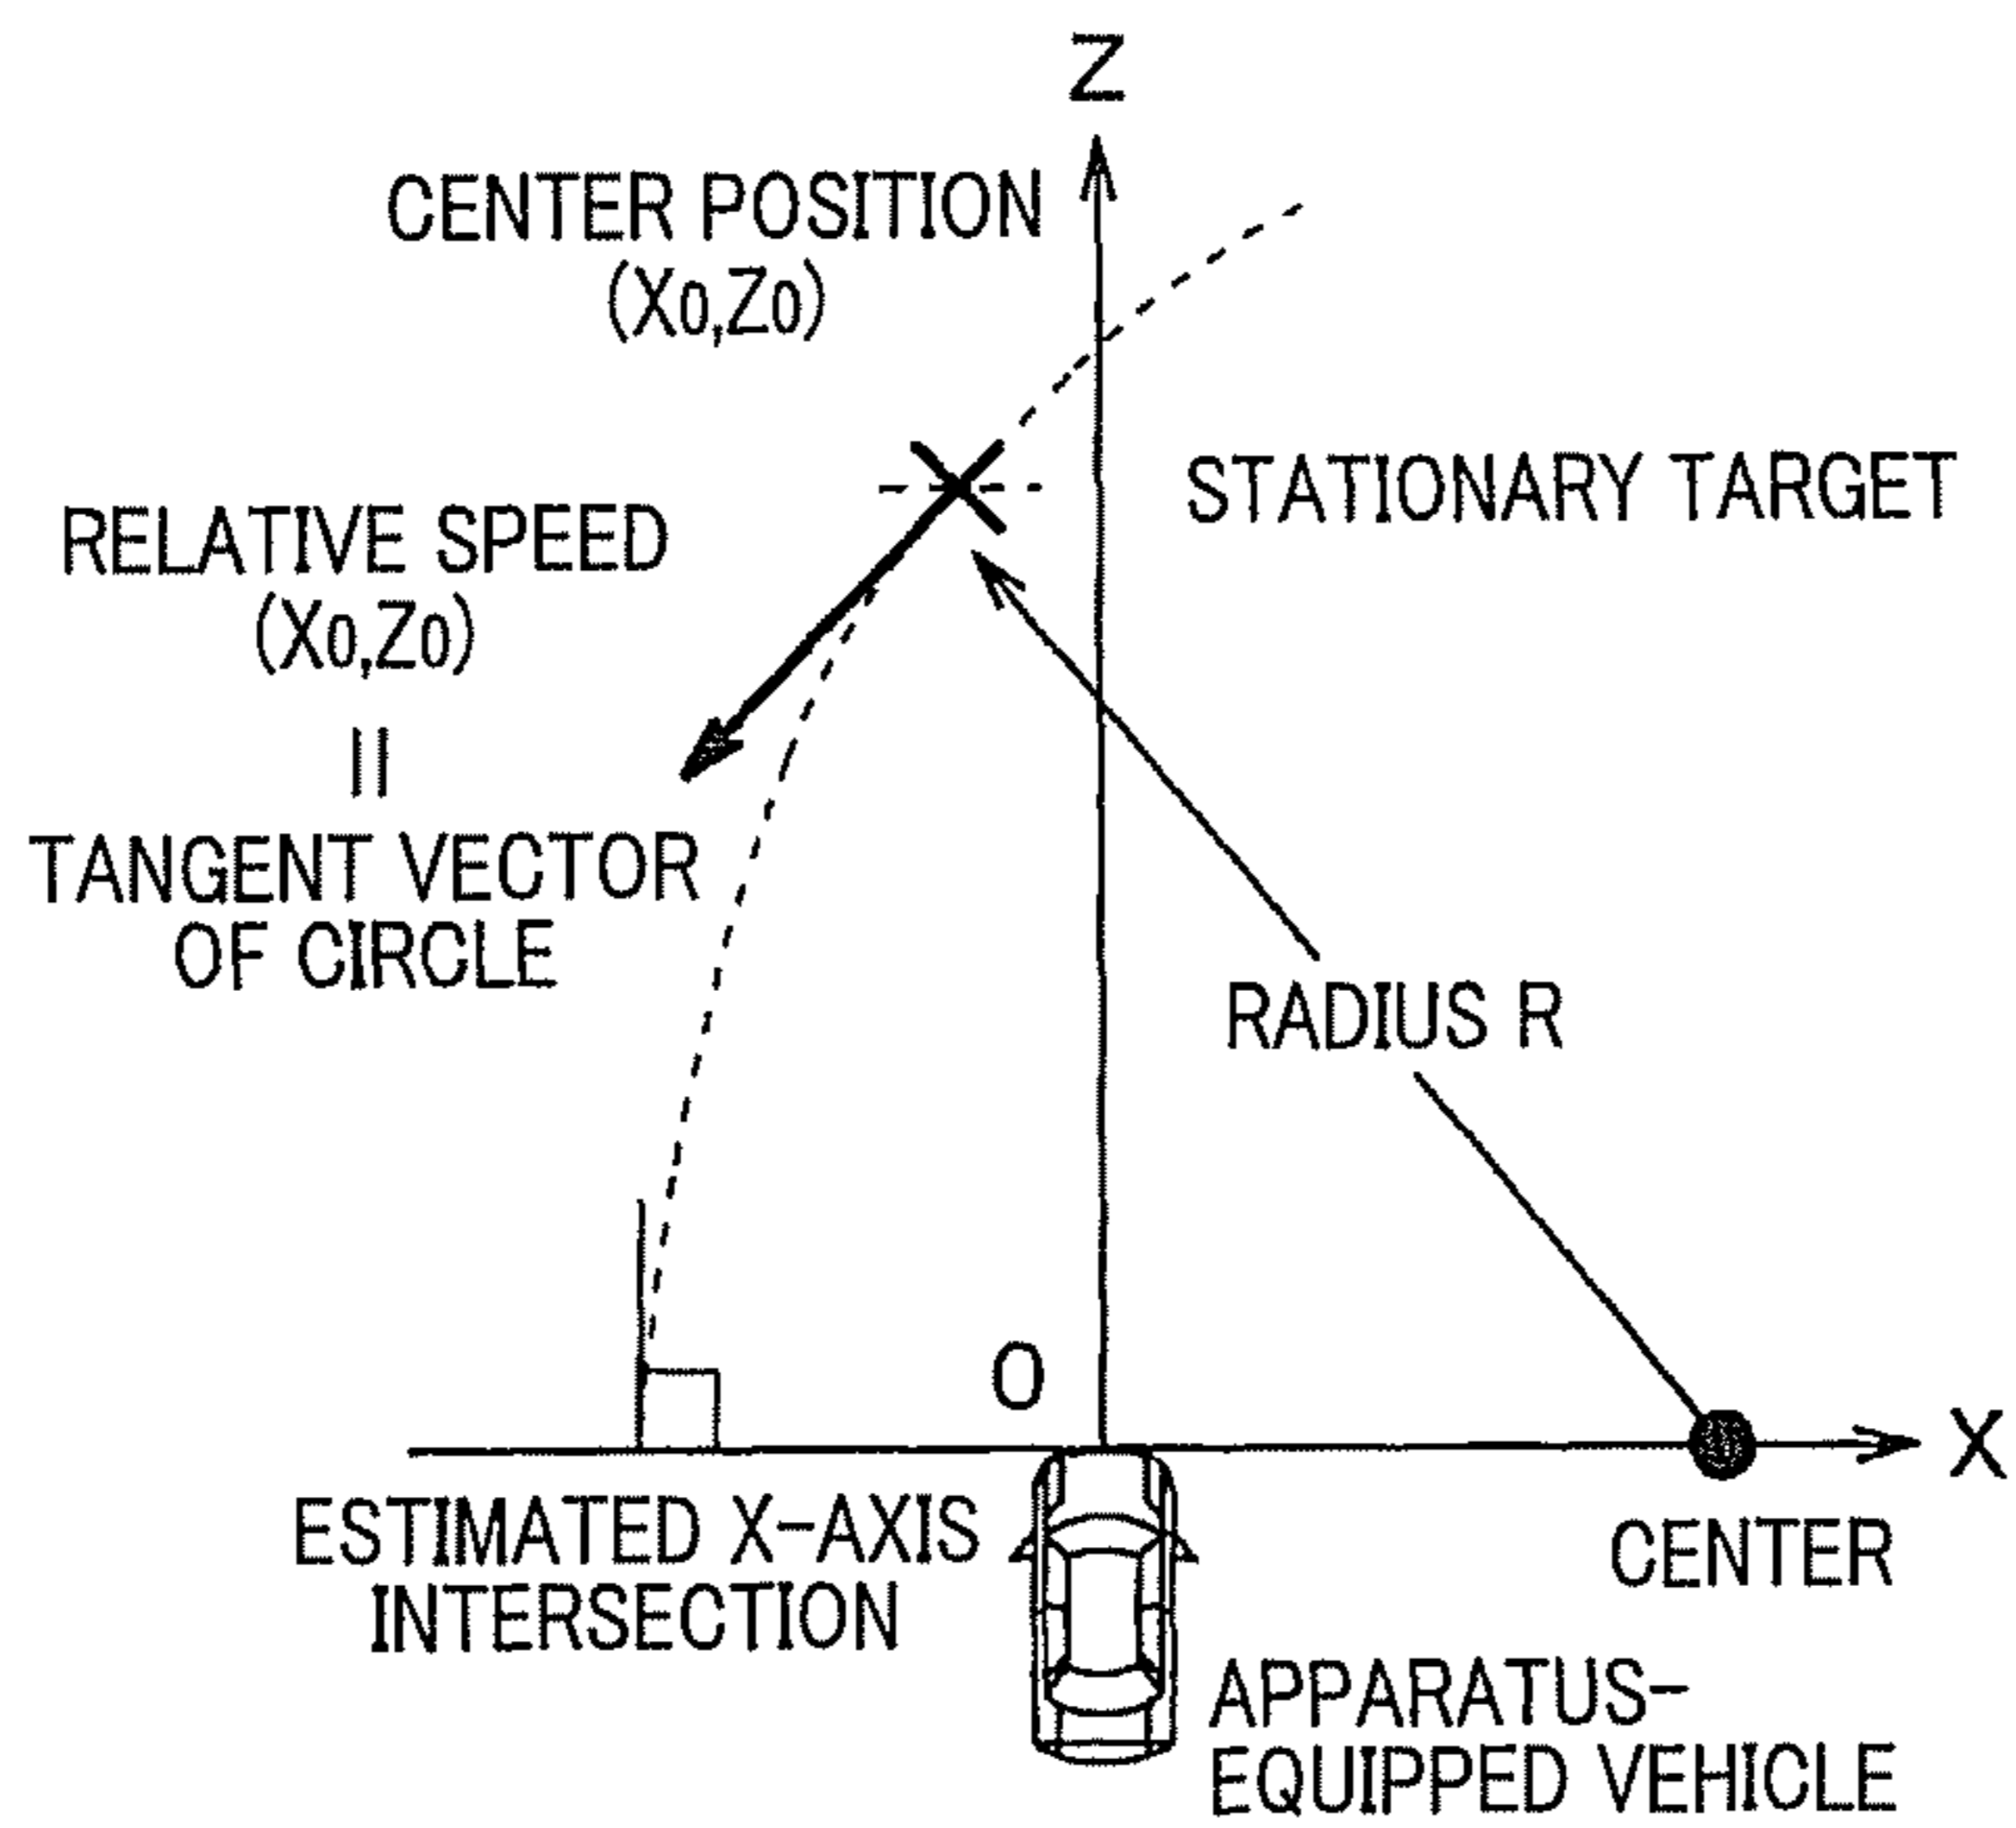 Z
CENTER POSITION
(X0,Z0)
STATIONARY TARGET
RELATIVE SPEED
(X0,Z0)
=
TANGENT VECTOR
OF CIRCLE
RADIUS R
O
X
ESTIMATED X-AXIS
INTERSECTION
CENTER
APPARATUS-
EQUIPPED VEHICLE